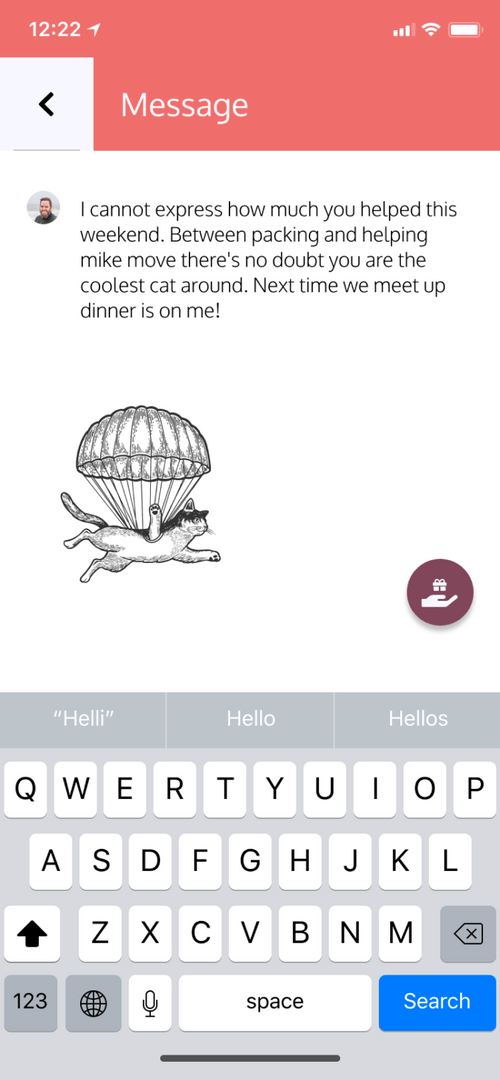 12:22
Message
I cannot express how much you helped this
weekend. Between packing and helping
mike move there's no doubt you are the
coolest cat around. Next time we meet up
dinner is on me!
“Helli” Hello Hellos
Q W E R T Y U I O P
A S D F G H J K L
Z X C V B N M
123 space Search